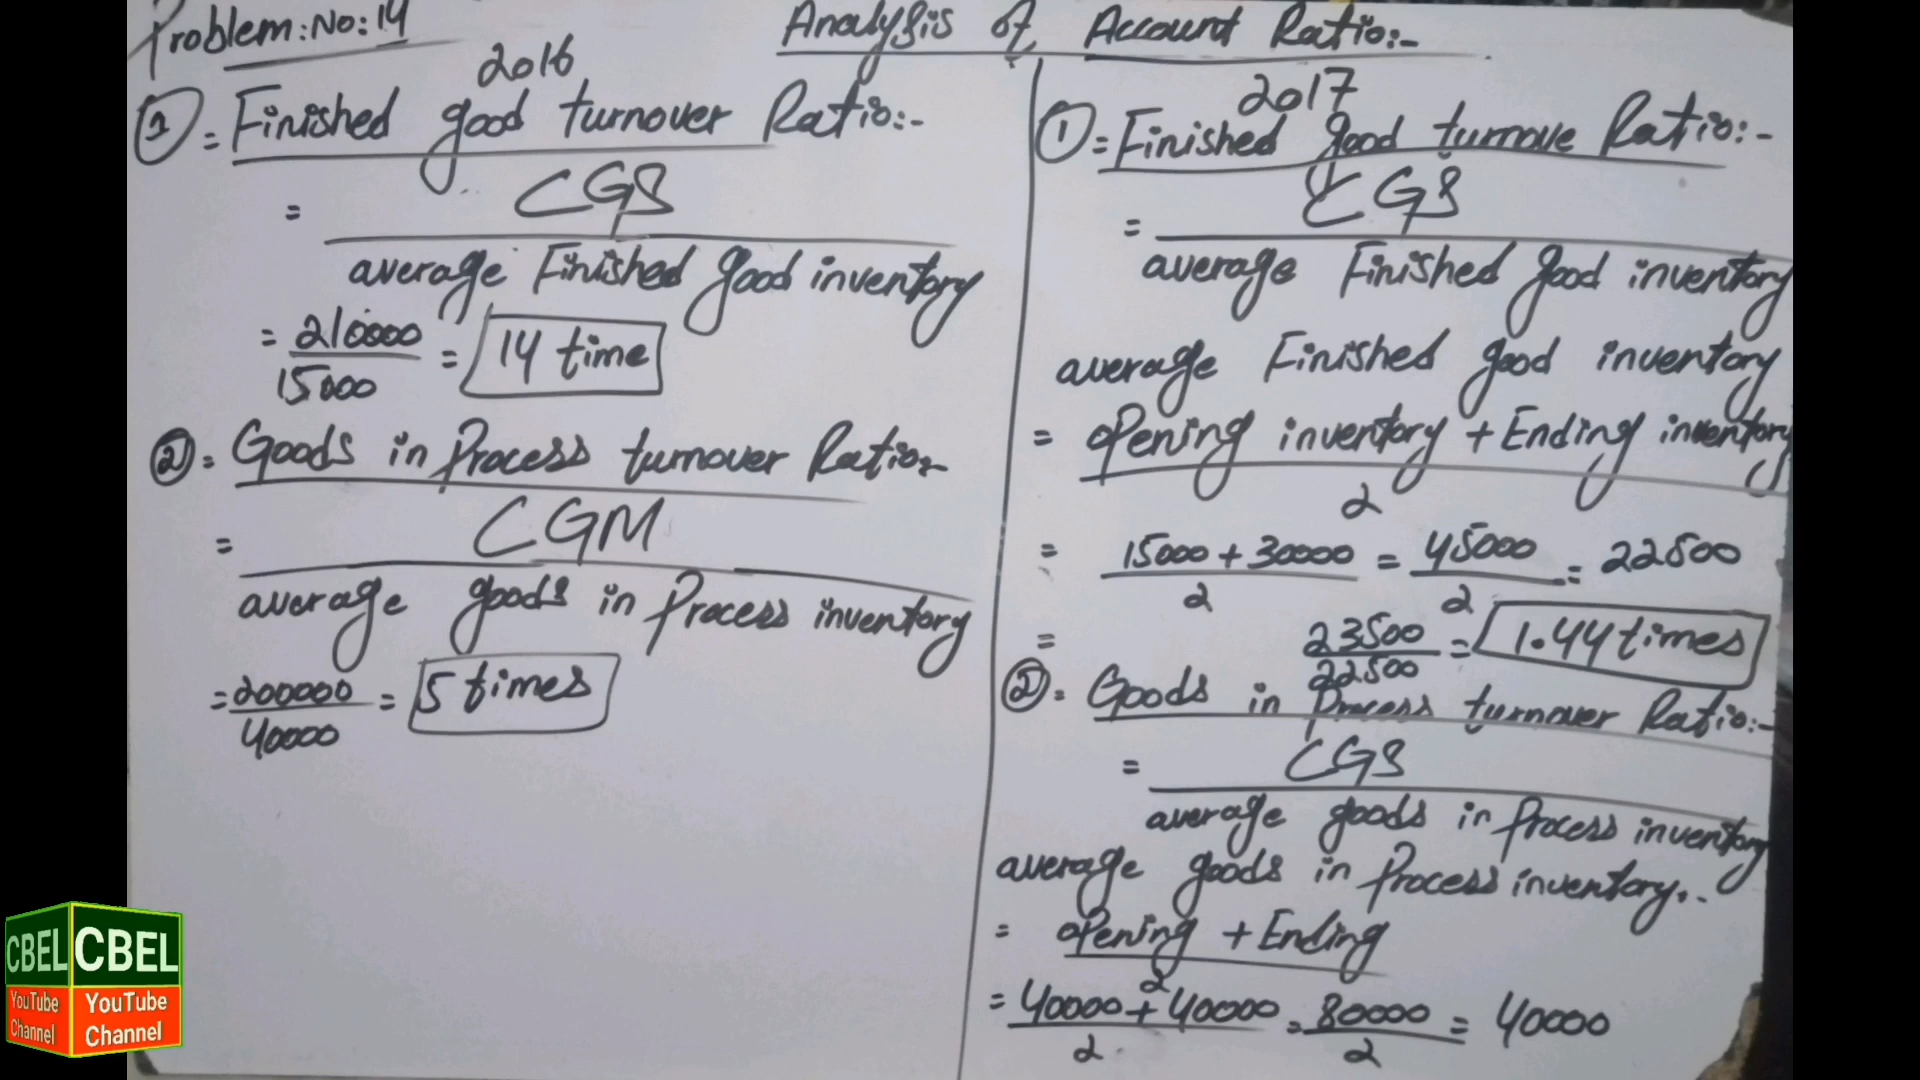 Problem:No:14
Analysis of Account Ratio:-
2016
① = Finished good turnover Ratio:-
= CGS
average Finished good inventory
= 210000 / 15000 = 14 time
② = Goods in Process turnover Ratio:-
= CGM
average goods in Process inventory
= 200000 / 40000 = 5 times
2017
① = Finished good turnove Ratio:-
= CGS
average Finished good inventory
average Finished good inventory
= opening inventory + Ending inventory
2
= 15000 + 30000 / 2 = 45000 / 2 = 22500
= 23500 / 22500 = 1.44 times
② = Goods in Process turnover Ratio:-
= CGS
average goods in Process inventory
average goods in Process inventory..
= opening + Ending
2
= 40000 + 40000 / 2 = 80000 / 2 = 40000
CBEL CBEL
YouTube Channel
YouTube Channel